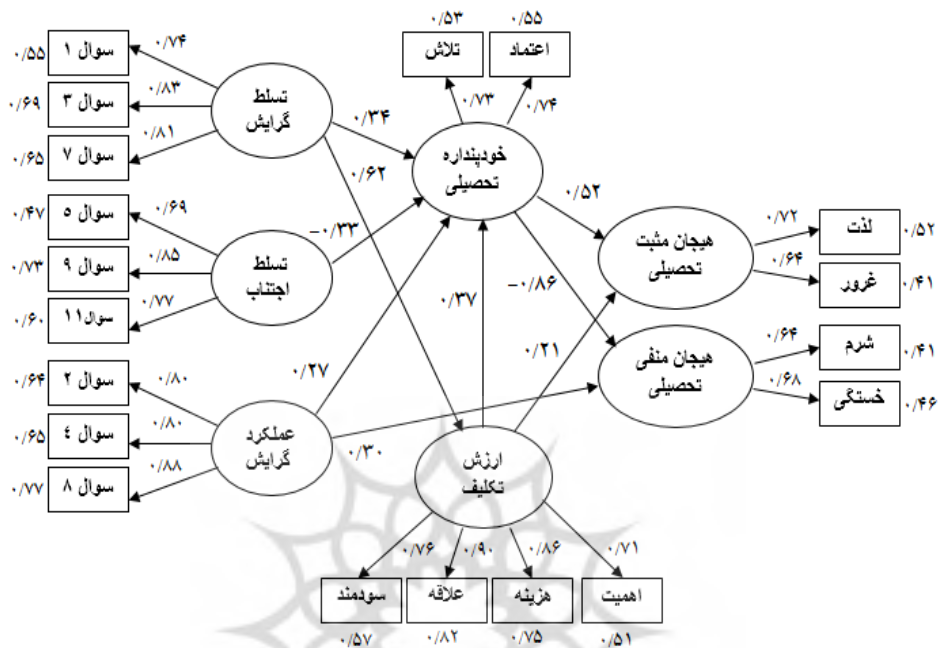 ۰/۵۳
۰/۵۵
تلاش
اعتماد
۰/۷۳
۰/۷۴
۰/۵۵
سوال ۱
۰/۷۴
۰/۶۹
سوال ۳
۰/۸۳
۰/۶۵
سوال ۷
۰/۸۱
تسلط
گرایش
۰/۳۴
۰/۶۲
خودپنداره
تحصیلی
۰/۴۷
سوال ۵
۰/۶۹
۰/۷۳
سوال ۹
۰/۸۵
۰/۶۰
سوال۱۱
۰/۷۷
تسلط
اجتناب
-۰/۳۳
۰/۵۲
-۰/۸۶
۰/۳۷
هیجان مثبت
تحصیلی
۰/۷۲
لذت
۰/۵۲
۰/۶۴
غرور
۰/۴۱
۰/۲۱
هیجان منفی
تحصیلی
۰/۶۴
شرم
۰/۴۱
۰/۶۸
خستگی
۰/۴۶
۰/۶۴
سوال ۲
۰/۸۰
۰/۶۵
سوال ٤
۰/۸۰
۰/۷۷
سوال ۸
۰/۸۸
عملکرد
گرایش
۰/۲۷
۰/۳۰
ارزش
تکلیف
۰/۷۶
۰/۹۰
۰/۸۶
۰/۷۱
سودمند
علاقه
هزینه
اهمیت
۰/۵۷
۰/۸۲
۰/۷۵
۰/۵۱